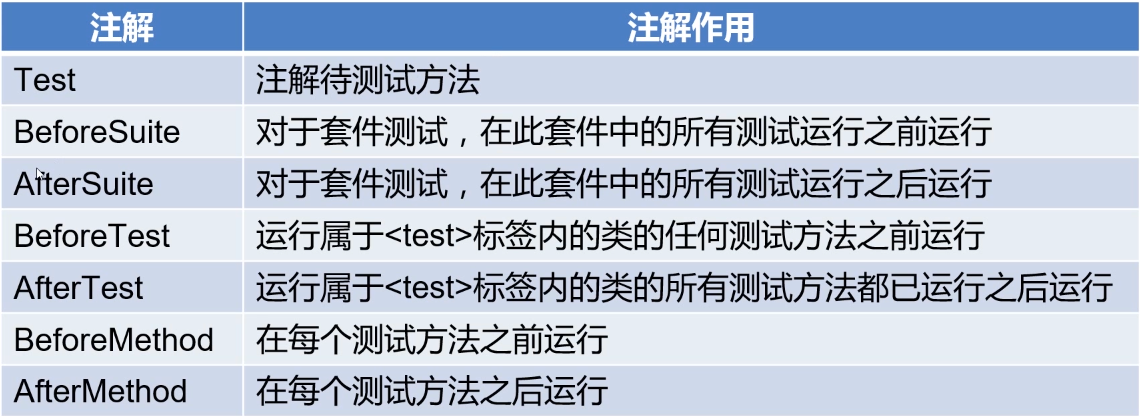 注解 注解作用
Test 注解待测试方法
BeforeSuite 对于套件测试，在此套件中的所有测试运行之前运行
AfterSuite 对于套件测试，在此套件中的所有测试运行之后运行
BeforeTest 运行属于<test>标签内的类的任何测试方法之前运行
AfterTest 运行属于<test>标签内的类的所有测试方法都已运行之后运行
BeforeMethod 在每个测试方法之前运行
AfterMethod 在每个测试方法之后运行